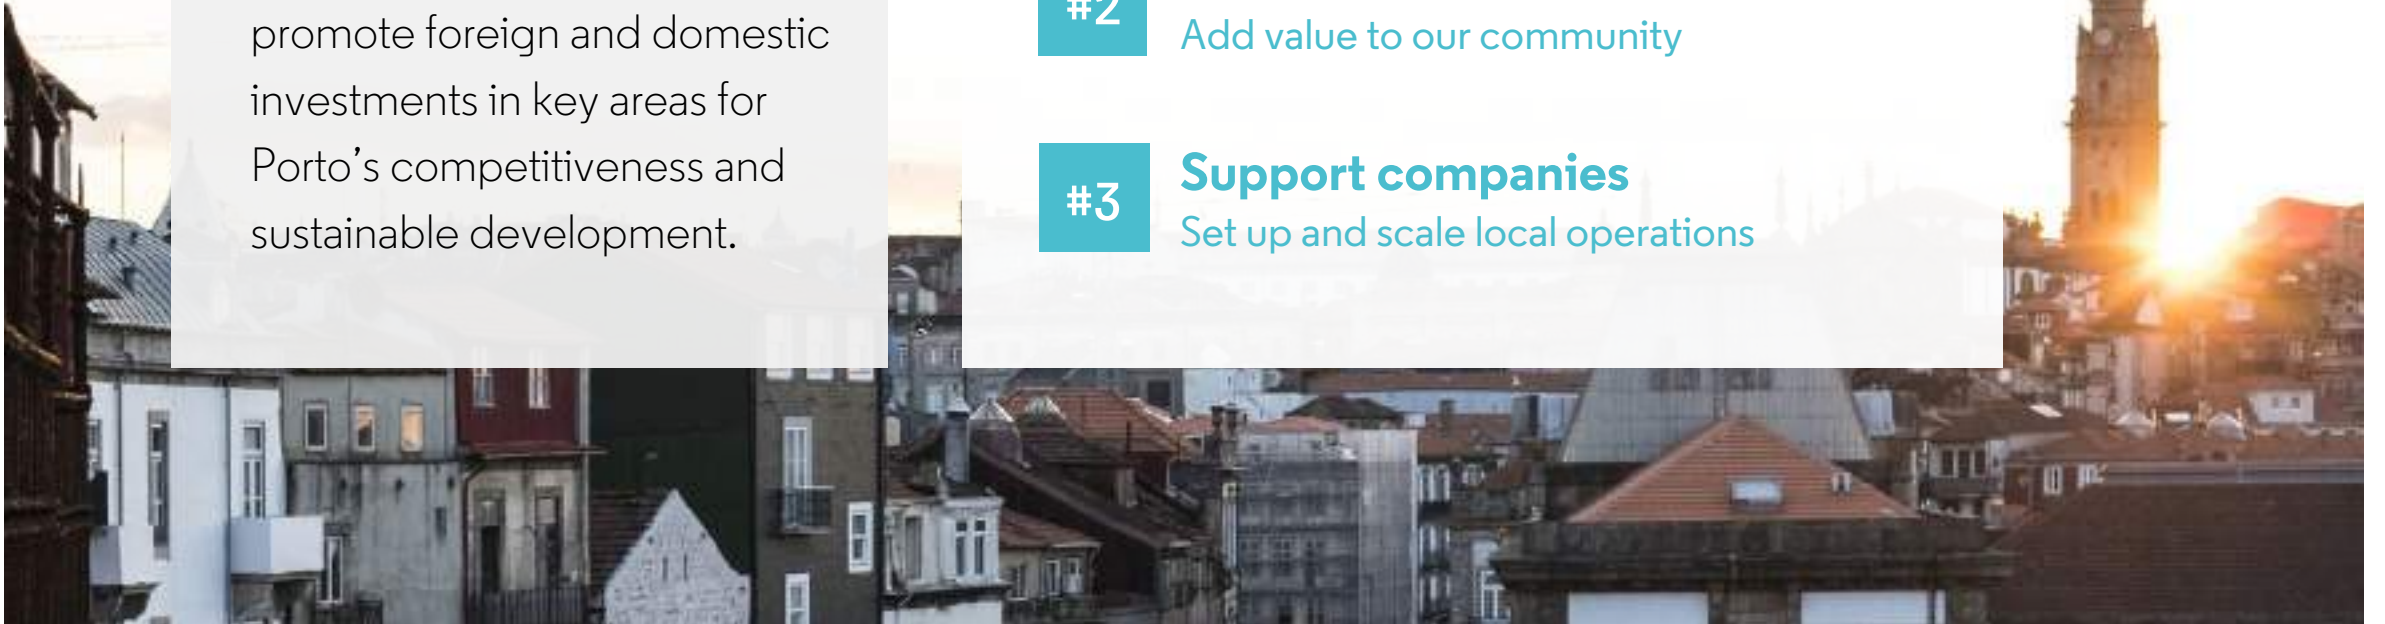 promote foreign and domestic
investments in key areas for
Porto’s competitiveness and
sustainable development.
#2
Add value to our community
#3
Support companies
Set up and scale local operations